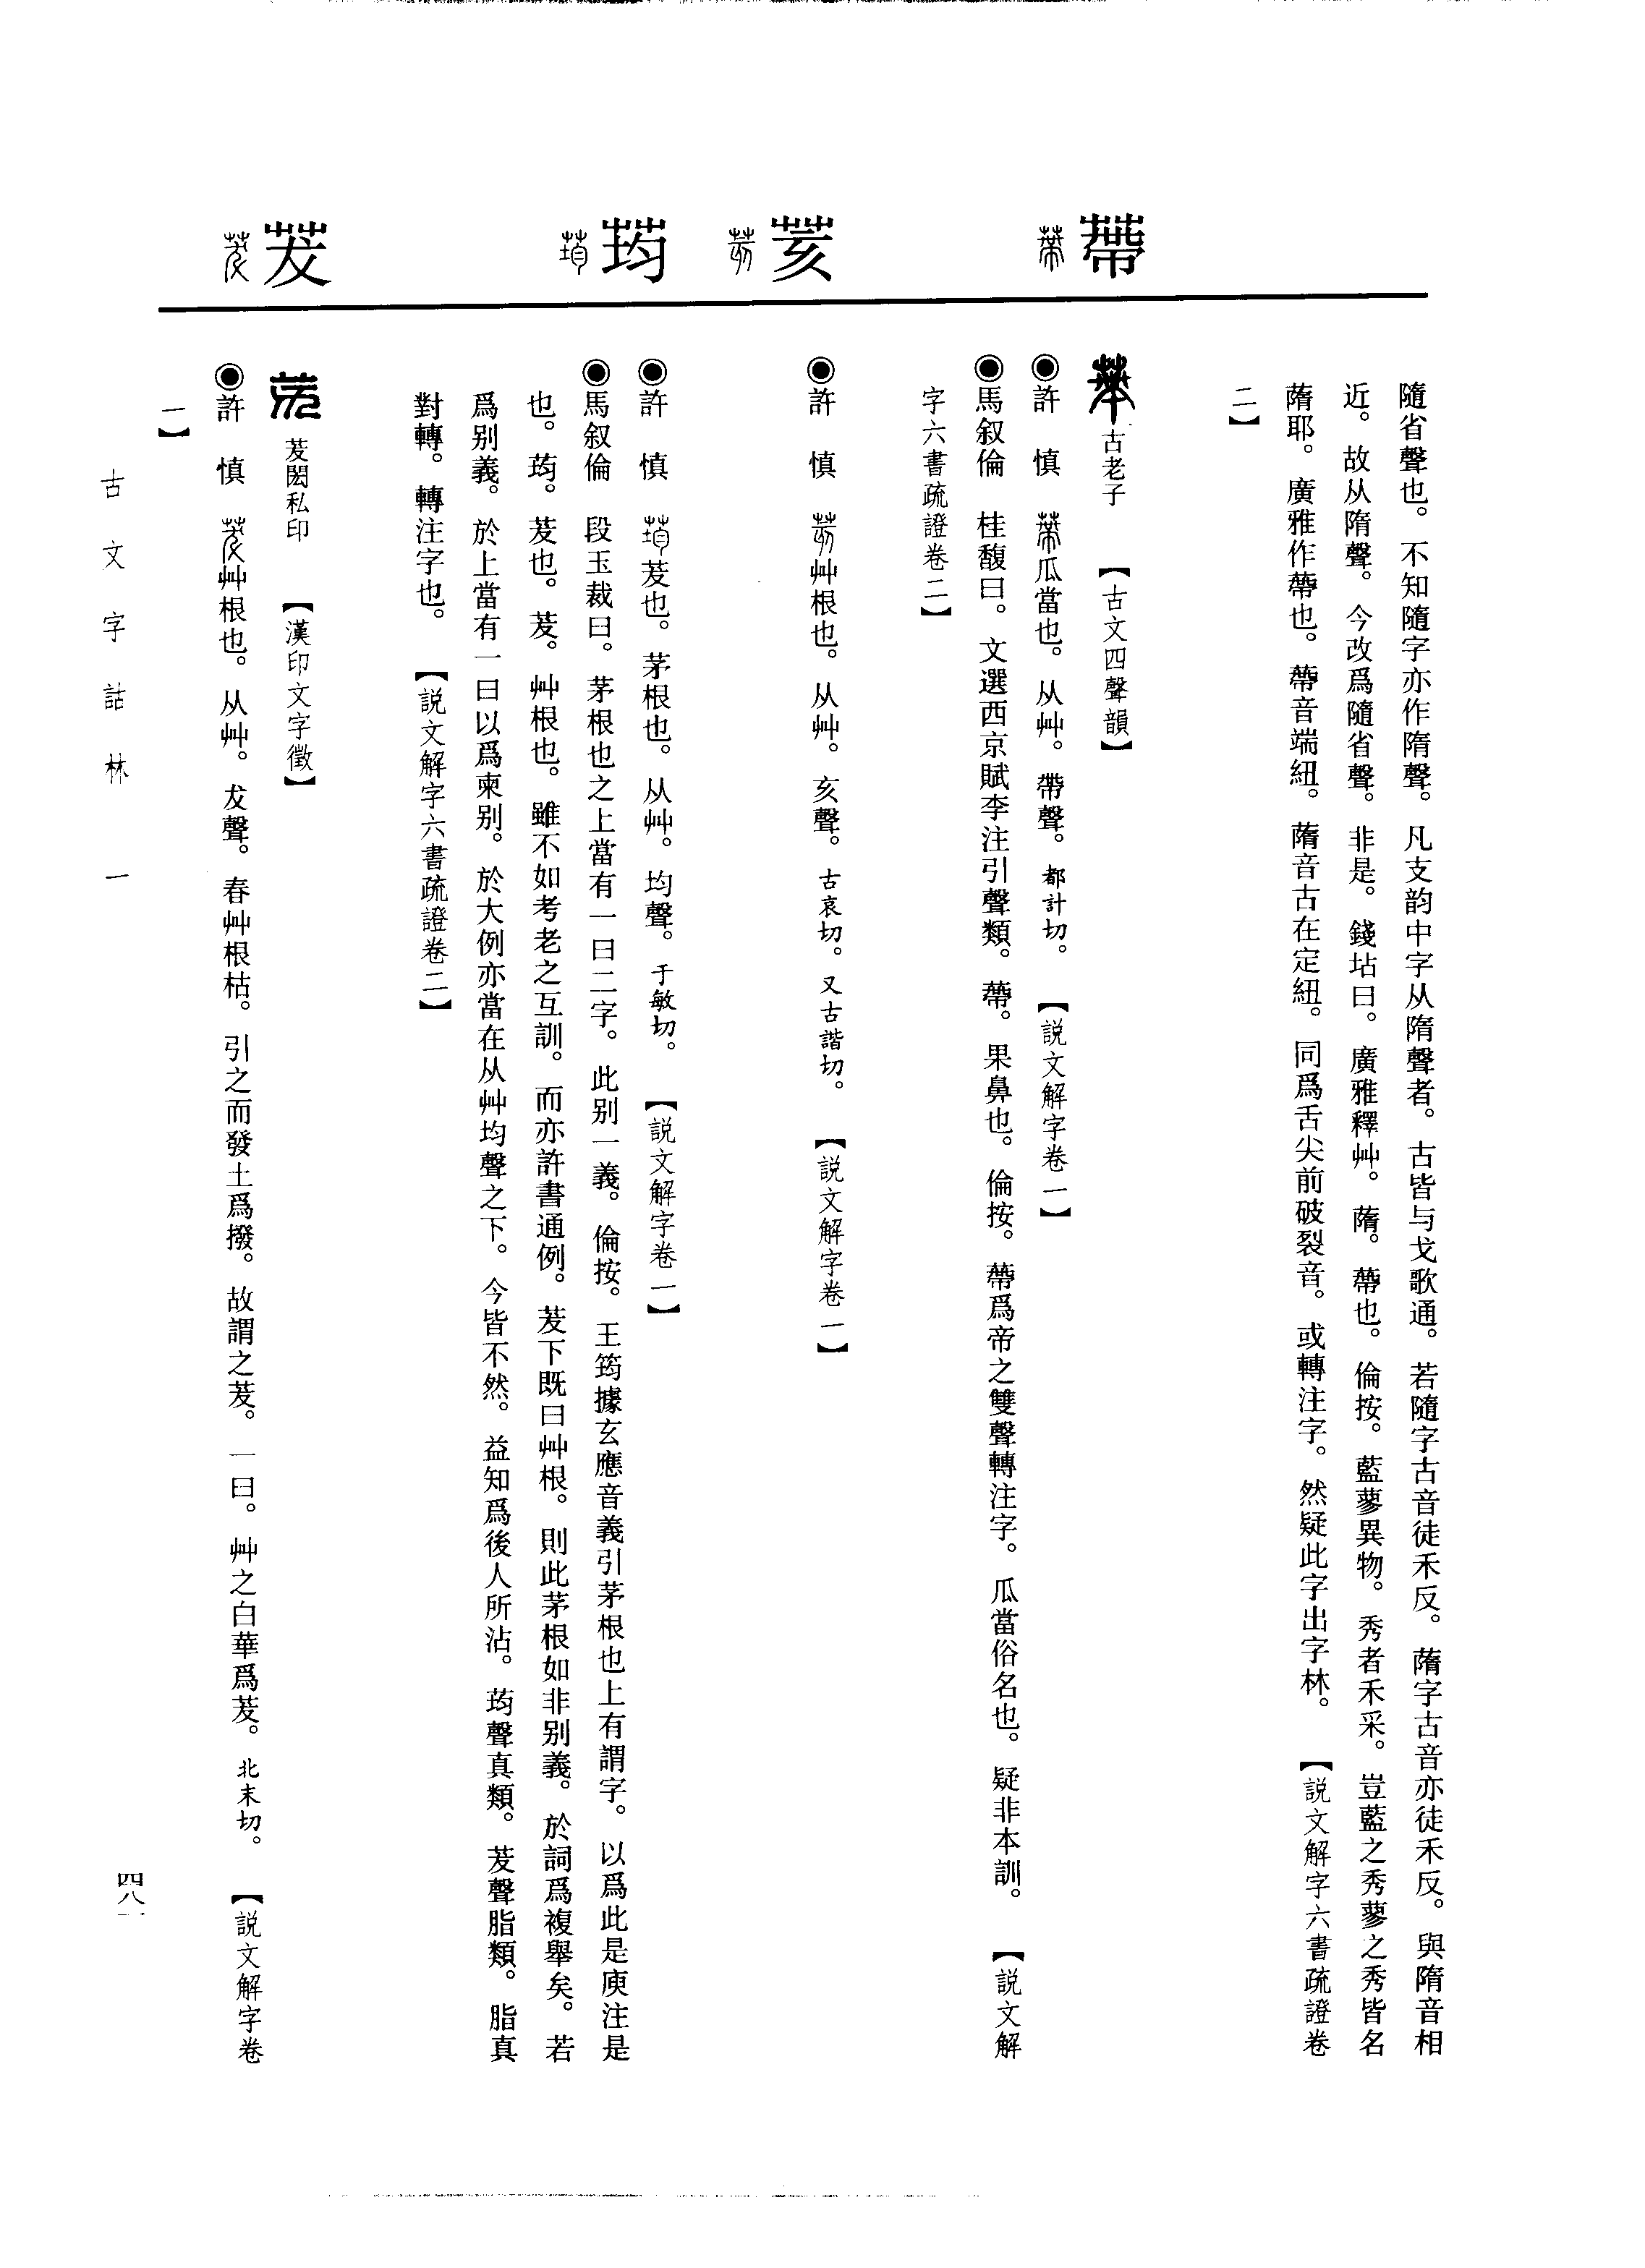 隨省聲也。不知隨字亦作隋聲。凡支韵中字从隋聲者。古皆与戈歌通。若隨字古音徒禾反。蓨字古音亦徒禾反。與隋音相
近。故从隋聲。今改爲隨省聲。非是。錢坫曰。廣雅釋艸。蓨。蔕也。倫按。藍蓼異物。秀者禾采。豈藍之秀蓼之秀皆名
蓨耶。廣雅作蔕也。蔕音端紐。蓨音古在定紐。同爲舌尖前破裂音。或轉注字。然疑此字出字林。 【説文解字六書疏證卷
二】
蔕
古老子 【古文四聲韻】
◉許 慎 瓜當也。从艸。帶聲。都計切。 【説文解字卷一】
◉馬叙倫 桂馥曰。文選西京賦李注引聲類。蔕。果鼻也。倫按。蔕爲帝之雙聲轉注字。瓜當俗名也。疑非本訓。 【説文解
字六書疏證卷二】
荄
◉許 慎 艸根也。从艸。亥聲。古哀切。又古諧切。 【説文解字卷一】
荺
◉許 慎 茇也。茅根也。从艸。均聲。于敏切。 【説文解字卷一】
◉馬叙倫 段玉裁曰。茅根也之上當有一曰二字。此别一義。倫按。王筠據玄應音義引茅根也上有謂字。以爲此是庾注是
也。荺。茇也。茇。艸根也。雖不如考老之互訓。而亦許書通例。茇下既曰艸根。則此茅根如非别義。於詞爲複舉矣。若
爲别義。於上當有一曰以爲柬别。於大例亦當在从艸均聲之下。今皆不然。益知爲後人所沾。荺聲真類。茇聲脂類。脂真
對轉。轉注字也。 【説文解字六書疏證卷二】
茇
茇閎私印 【漢印文字徵】
◉許 慎 艸根也。从艸。犮聲。春艸根枯。引之而發土爲撥。故謂之茇。一曰。艸之白華爲茇。北末切。 【説文解字卷
一】
古文字詁林 一
四八一